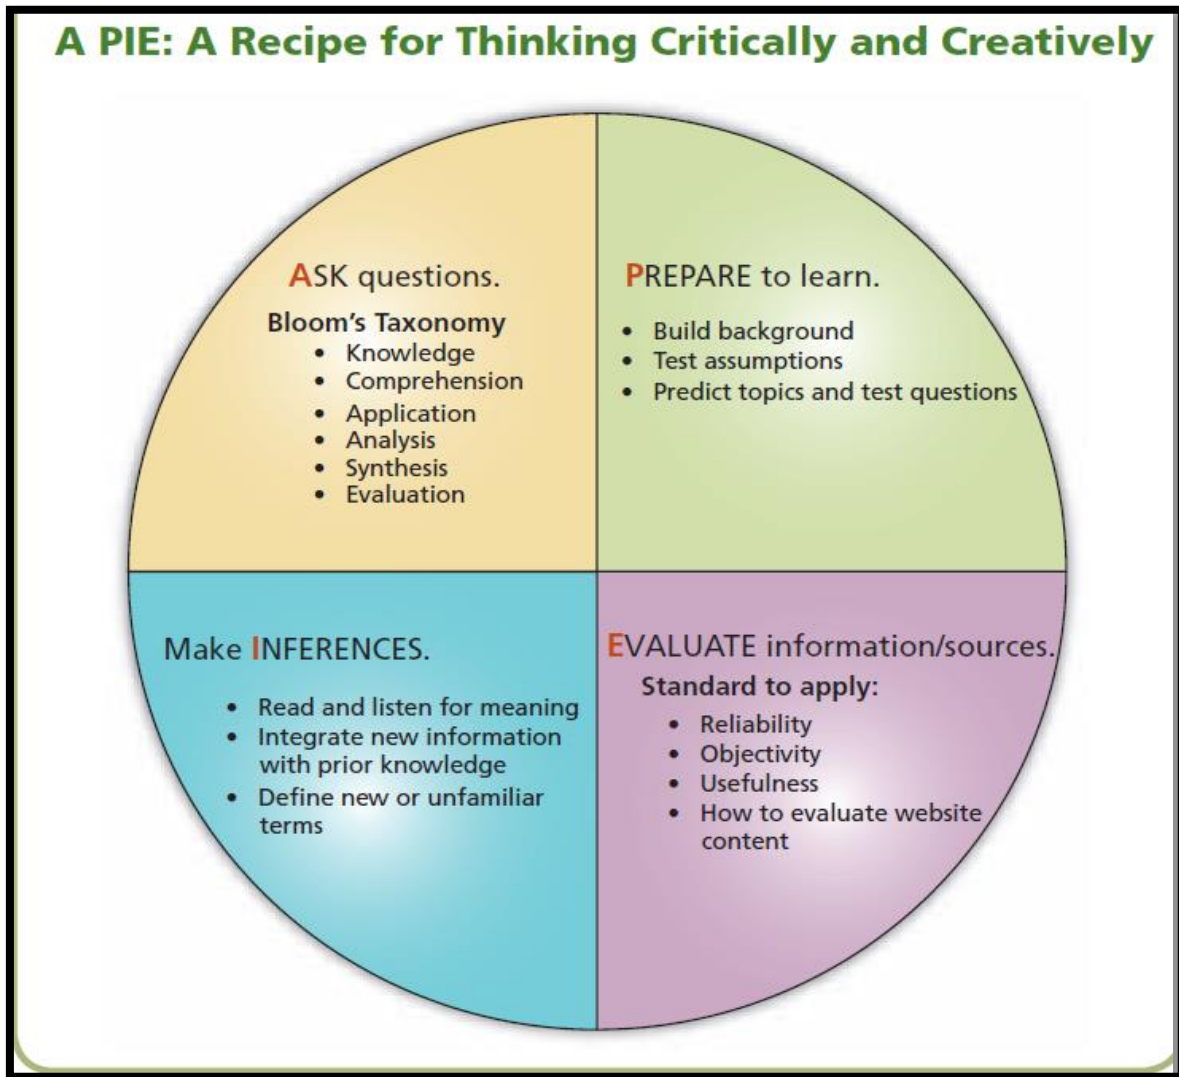 A PIE: A Recipe for Thinking Critically and Creatively
ASK questions.
Bloom's Taxonomy
• Knowledge
• Comprehension
• Application
• Analysis
• Synthesis
• Evaluation
PREPARE to learn.
• Build background
• Test assumptions
• Predict topics and test questions
Make INFERENCES.
• Read and listen for meaning
• Integrate new information
with prior knowledge
• Define new or unfamiliar
terms
EVALUATE information/sources.
Standard to apply:
• Reliability
• Objectivity
• Usefulness
• How to evaluate website
content